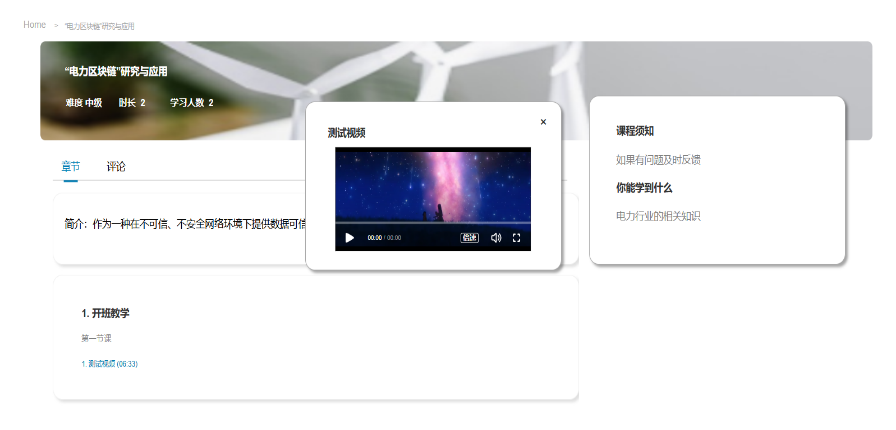 Home > “电力区块链”研究与应用
“电力区块链”研究与应用
难度 中级 时长 2 学习人数 2
章节 评论
简介：作为一种在不可信、不安全网络环境下提供数据可信
1. 开班教学
第一节课
1. 测试视频 (06:33)
测试视频 ×
00:00 / 00:00 倍速
课程须知
如果有问题及时反馈
你能学到什么
电力行业的相关知识